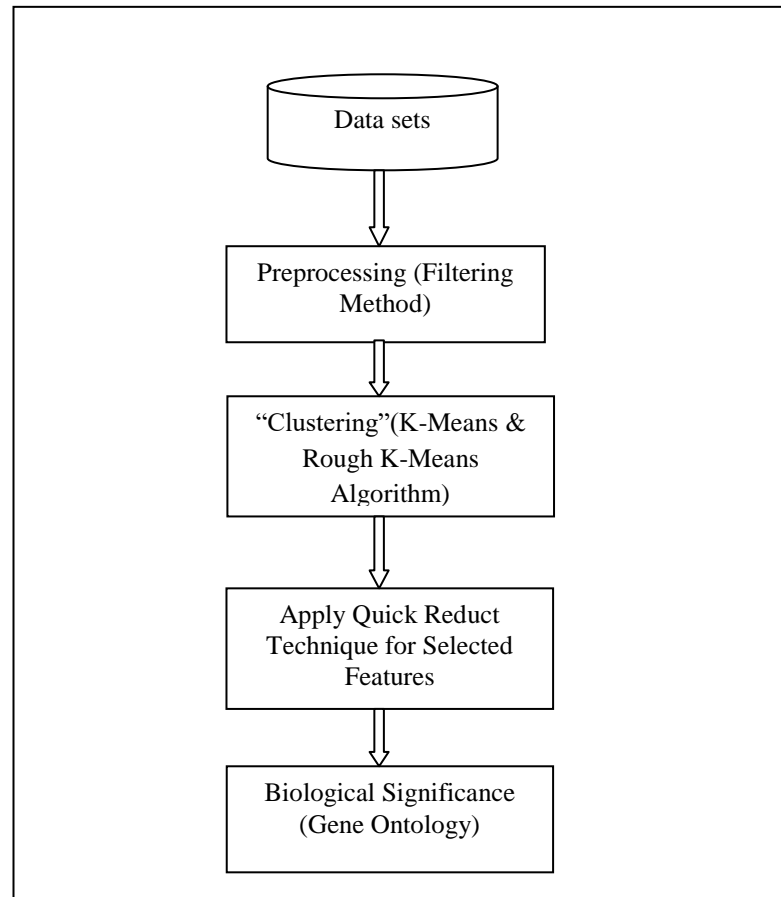 Data sets
Preprocessing (Filtering
Method)
“Clustering”(K-Means &
Rough K-Means
Algorithm)
Apply Quick Reduct
Technique for Selected
Features
Biological Significance
(Gene Ontology)